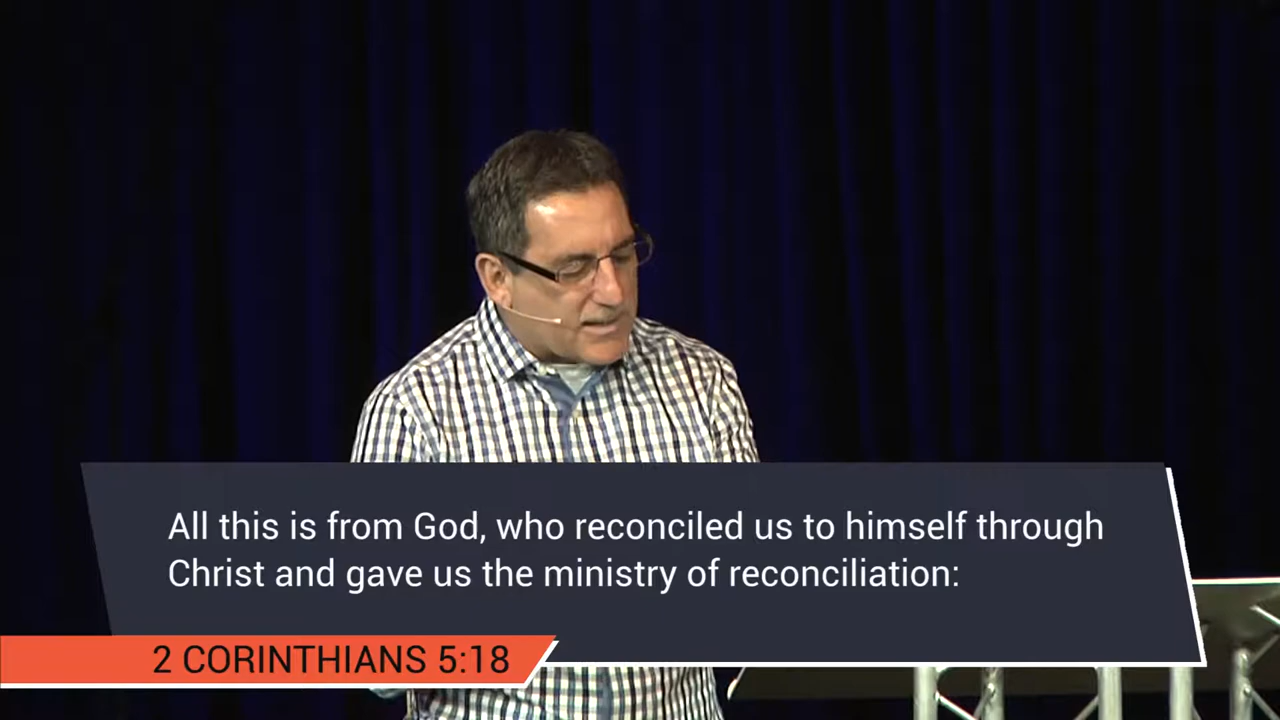 All this is from God, who reconciled us to himself through
Christ and gave us the ministry of reconciliation:
2 CORINTHIANS 5:18